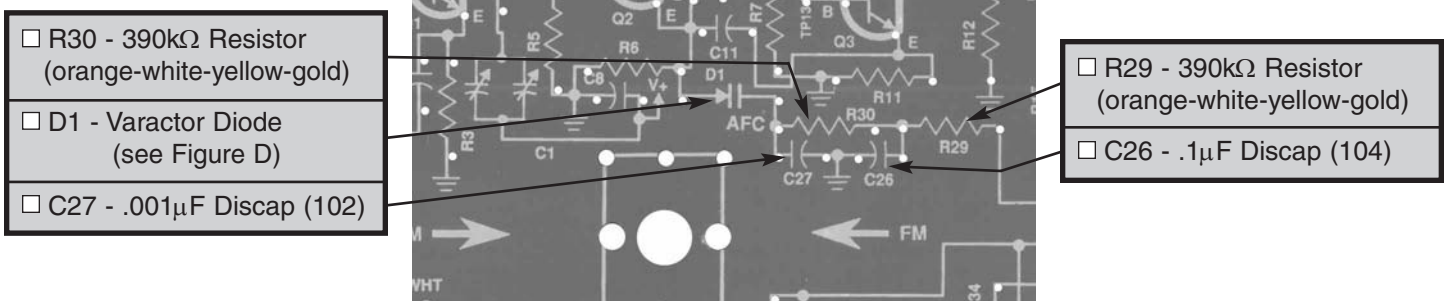 ☐ R30 - 390kΩ Resistor
(orange-white-yellow-gold)
☐ D1 - Varactor Diode
(see Figure D)
☐ C27 - .001μF Discap (102)
E
Q2
E
R5
R6
C8
V+
D1
C11
R7
TP13
B
Q3
E
R12
R11
AFC
R30
R29
R3
C1
C27
C26
FM
WHT
34
☐ R29 - 390kΩ Resistor
(orange-white-yellow-gold)
☐ C26 - .1μF Discap (104)